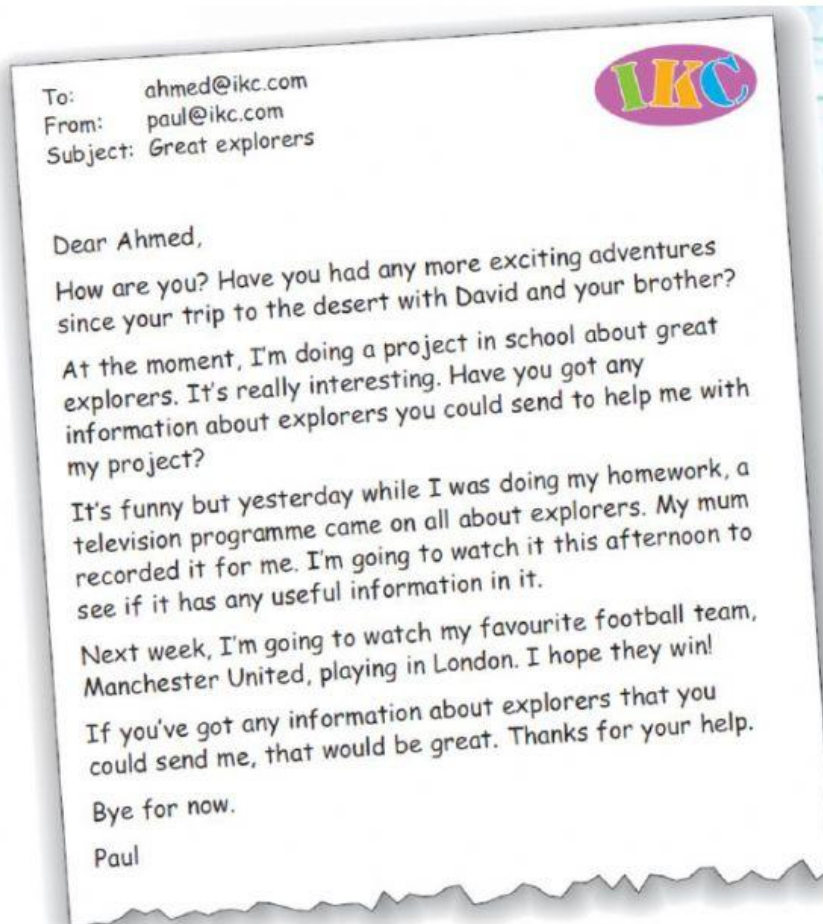 IKC
To: ahmed@ikc.com
From: paul@ikc.com
Subject: Great explorers
Dear Ahmed,
How are you? Have you had any more exciting adventures
since your trip to the desert with David and your brother?
At the moment, I'm doing a project in school about great
explorers. It's really interesting. Have you got any
information about explorers you could send to help me with
my project?
It's funny but yesterday while I was doing my homework, a
television programme came on all about explorers. My mum
recorded it for me. I'm going to watch it this afternoon to
see if it has any useful information in it.
Next week, I'm going to watch my favourite football team,
Manchester United, playing in London. I hope they win!
If you've got any information about explorers that you
could send me, that would be great. Thanks for your help.
Bye for now.
Paul